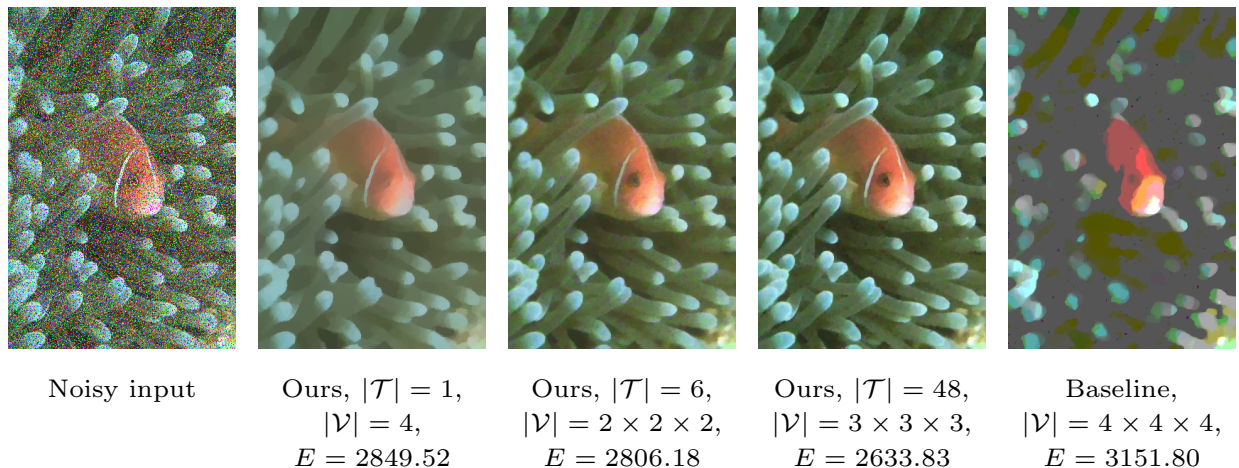 Noisy input
Ours, |𝒯| = 1,
|𝒱| = 4,
E = 2849.52
Ours, |𝒯| = 6,
|𝒱| = 2 × 2 × 2,
E = 2806.18
Ours, |𝒯| = 48,
|𝒱| = 3 × 3 × 3,
E = 2633.83
Baseline,
|𝒱| = 4 × 4 × 4,
E = 3151.80